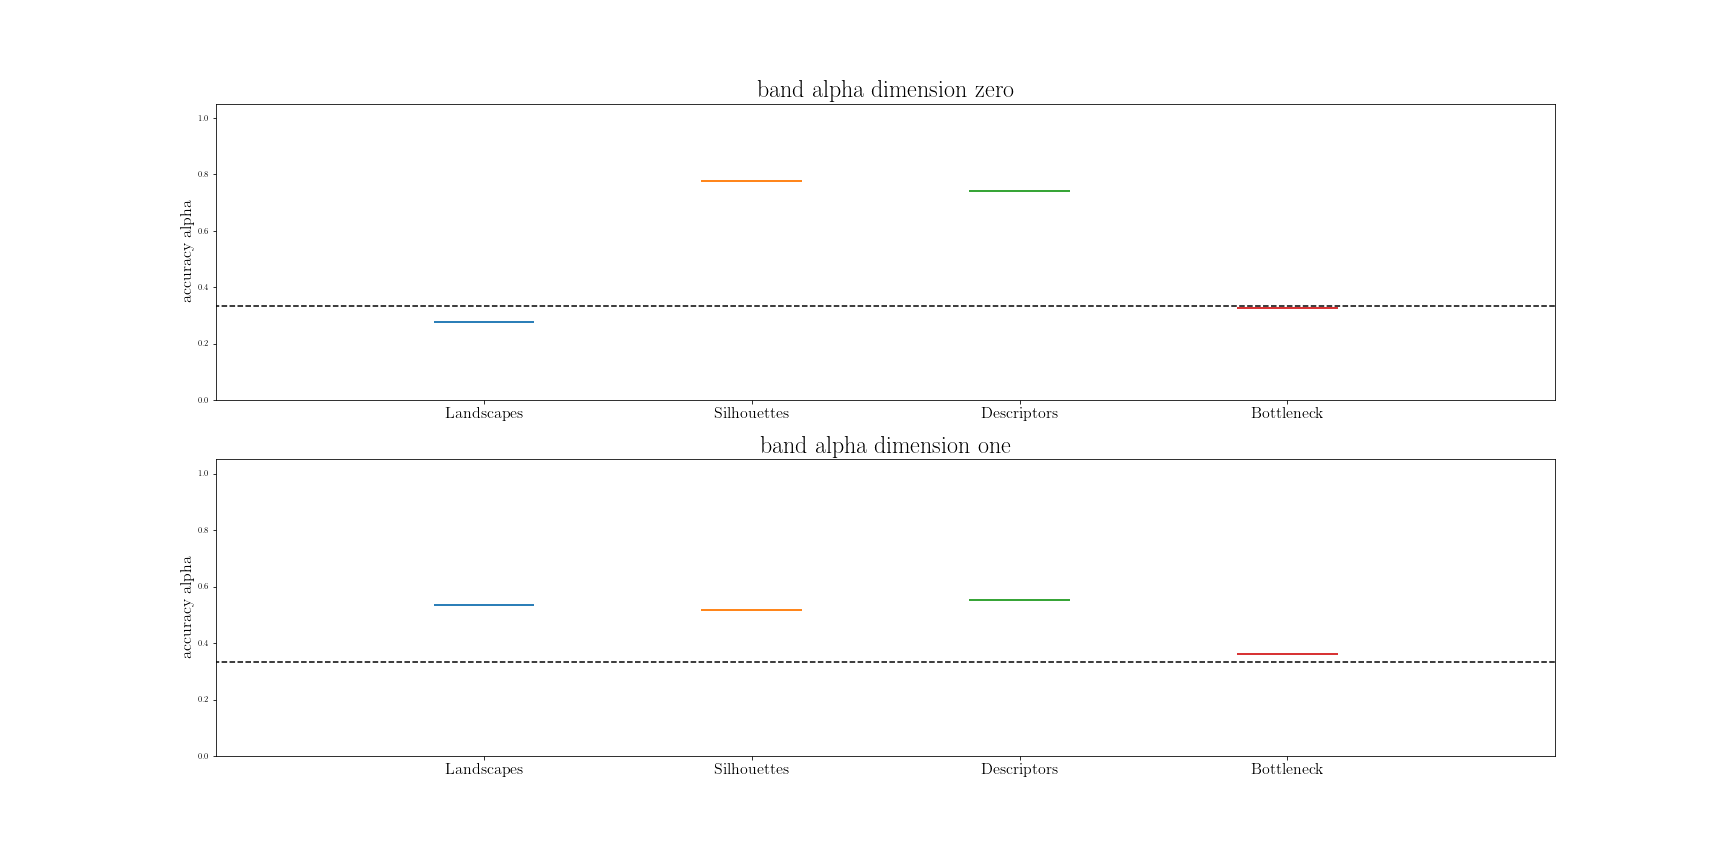 band alpha dimension zero
accuracy alpha
1.0
0.8
0.6
0.4
0.2
0.0
Landscapes Silhouettes Descriptors Bottleneck
band alpha dimension one
accuracy alpha
1.0
0.8
0.6
0.4
0.2
0.0
Landscapes Silhouettes Descriptors Bottleneck